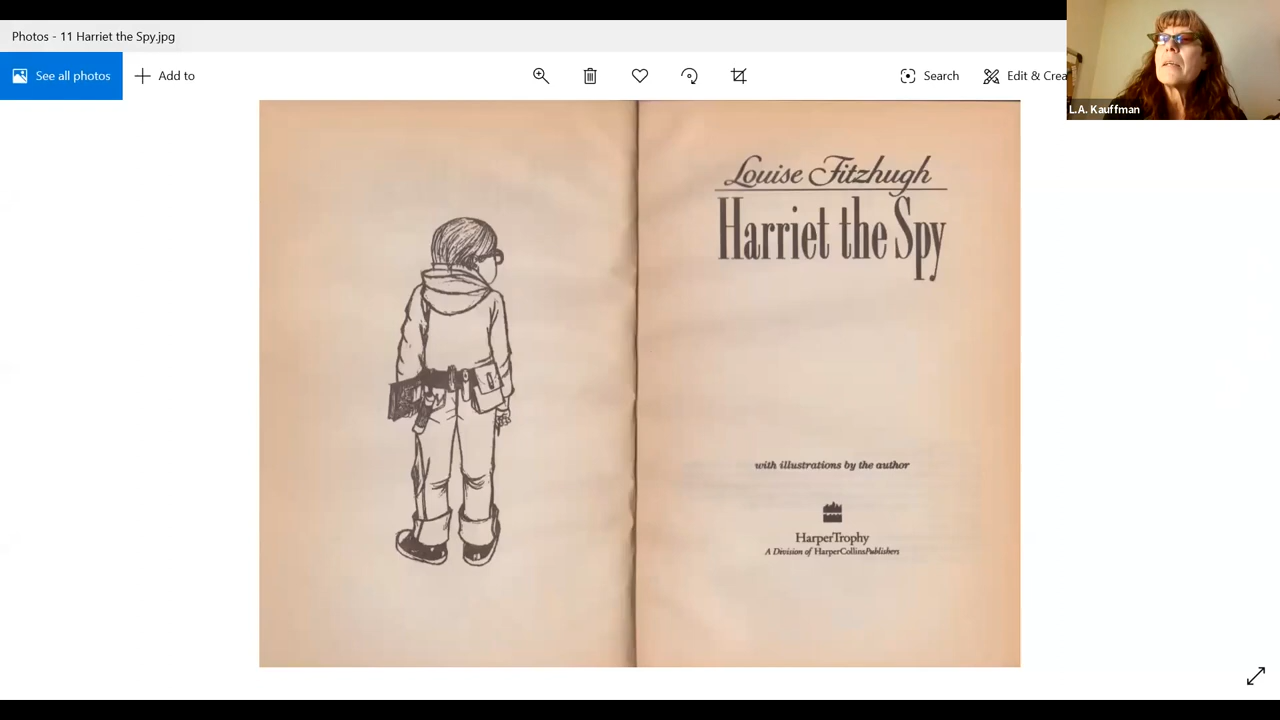 Photos - 11 Harriet the Spy.jpg
See all photos
Add to
Search
Edit & Crea
L.A. Kauffman
Louise Fitzhugh
Harriet the Spy
with illustrations by the author
HarperTrophy
A Division of HarperCollinsPublishers